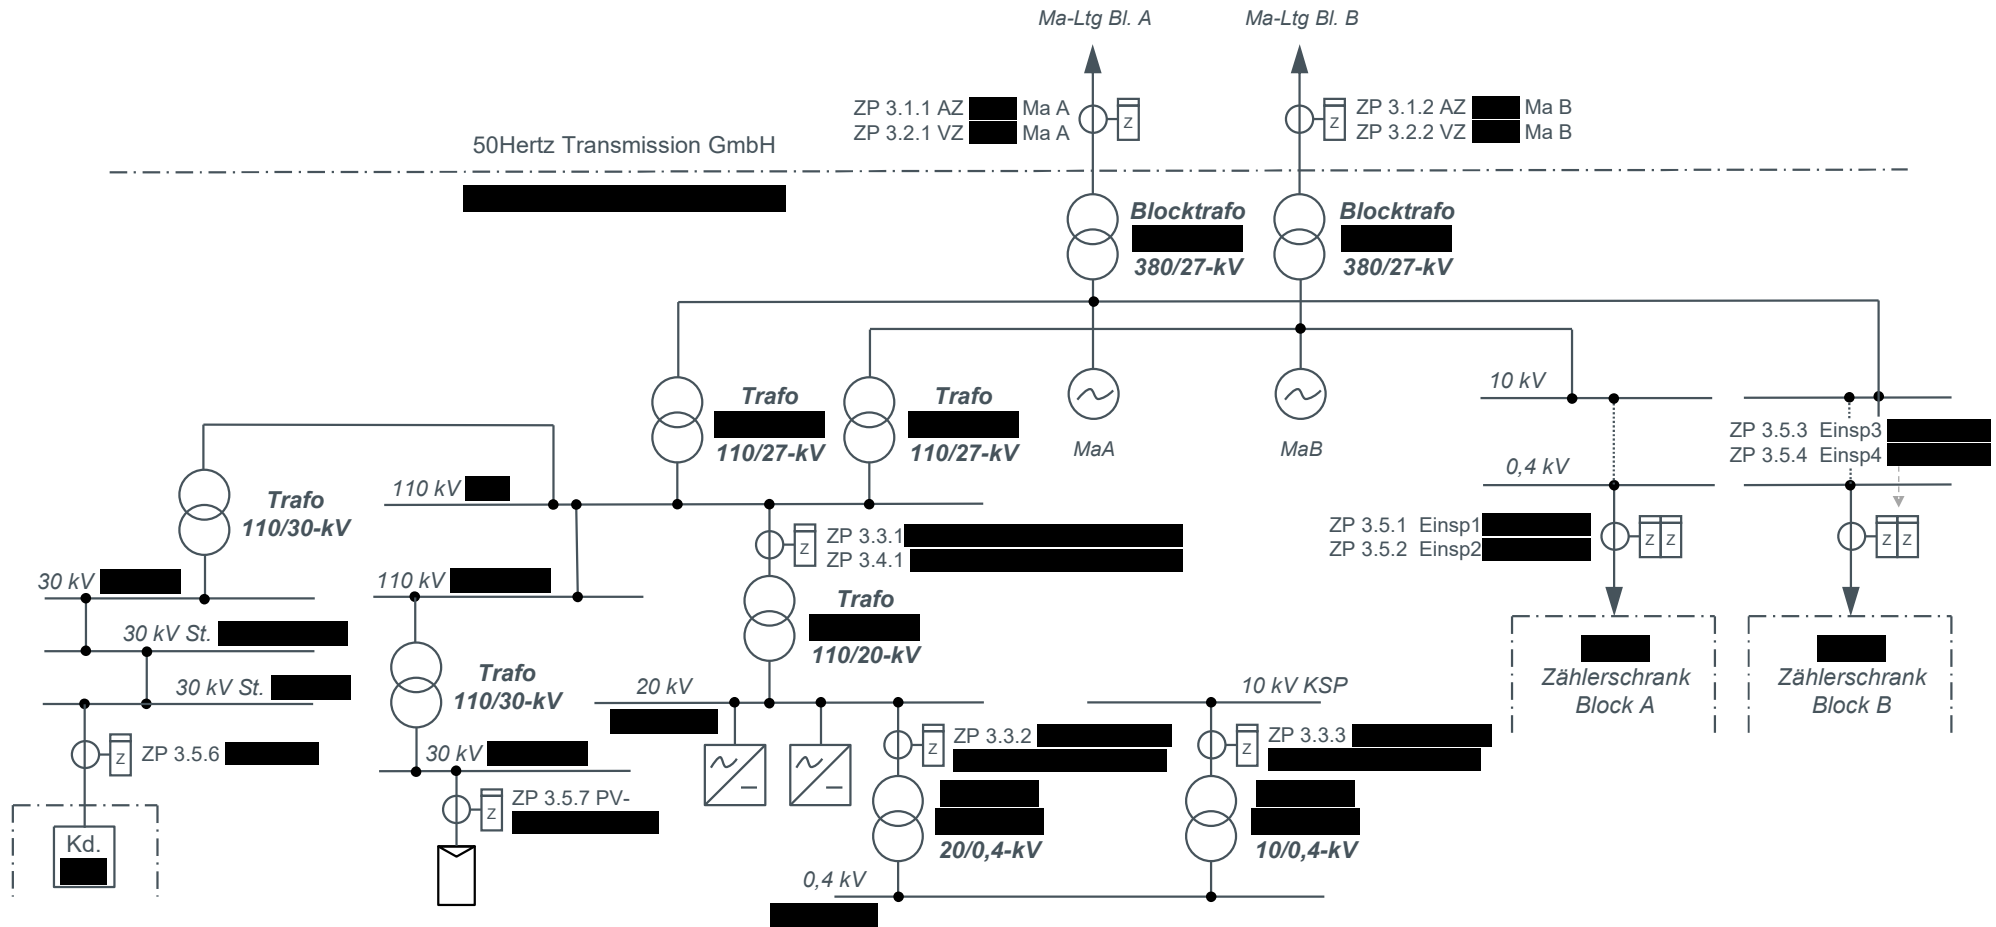 Ma-Ltg Bl. A
Ma-Ltg Bl. B
ZP 3.1.1 AZ Ma A
ZP 3.2.1 VZ Ma A
Z
ZP 3.1.2 AZ Ma B
ZP 3.2.2 VZ Ma B
Z
50Hertz Transmission GmbH
Blocktrafo
380/27-kV
Blocktrafo
380/27-kV
Trafo
110/27-kV
Trafo
110/27-kV
MaA
MaB
10 kV
0,4 kV
ZP 3.5.3 Einsp3
ZP 3.5.4 Einsp4
Trafo
110/30-kV
110 kV
ZP 3.3.1
ZP 3.4.1
Z
ZP 3.5.1 Einsp1
ZP 3.5.2 Einsp2
Z Z
Z Z
30 kV
110 kV
Trafo
110/20-kV
30 kV St.
30 kV St.
Trafo
110/30-kV
20 kV
10 kV KSP
Zählerschrank
Block A
Zählerschrank
Block B
Z
ZP 3.5.6
30 kV
Z
ZP 3.3.2
Z
ZP 3.3.3
Z
ZP 3.5.7 PV-
20/0,4-kV
10/0,4-kV
Kd.
0,4 kV